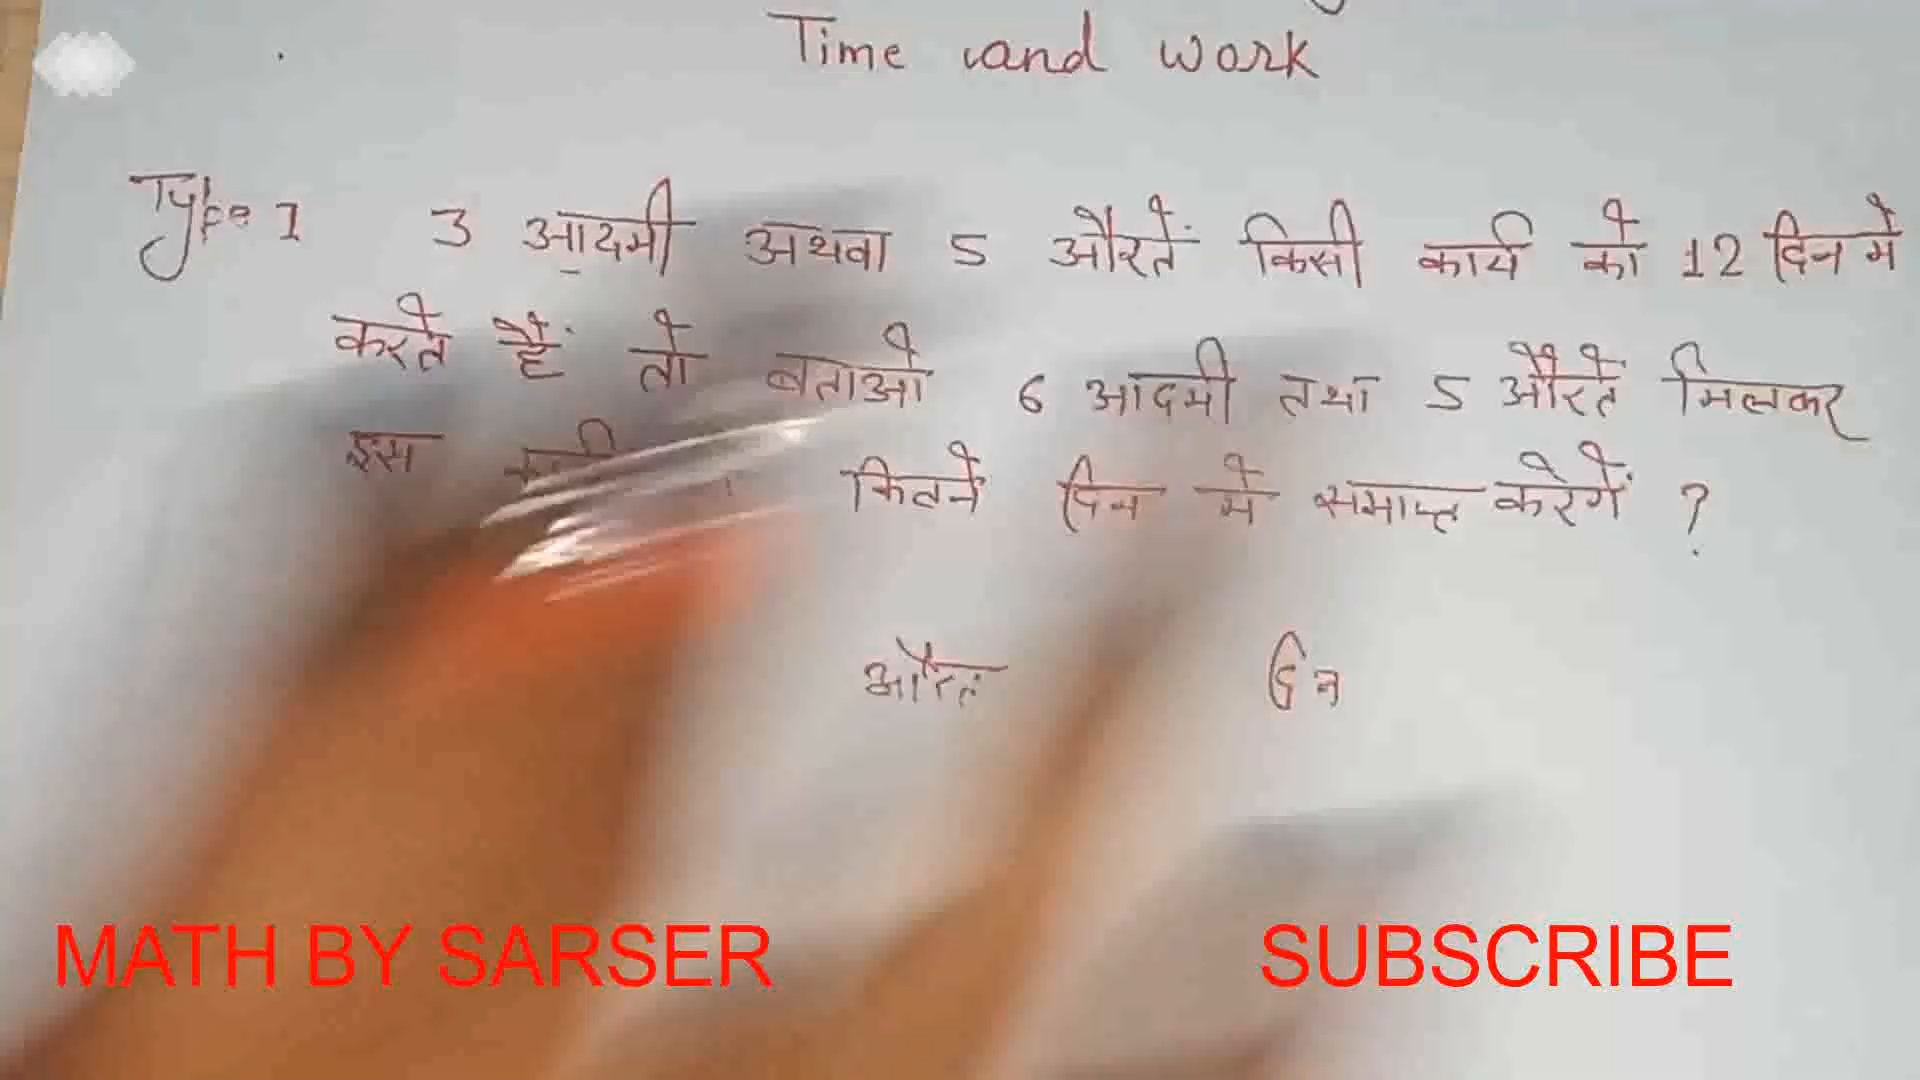 Time and work
Type 1 3 आदमी अथवा 5 औरतें किसी कार्य को 12 दिन मे
करते हैं तो बताओ 6 आदमी तथा 5 औरतें मिलकर
इस कितने दिन मे समाप्त करेगें ?
औरत दिन
MATH BY SARSER
SUBSCRIBE